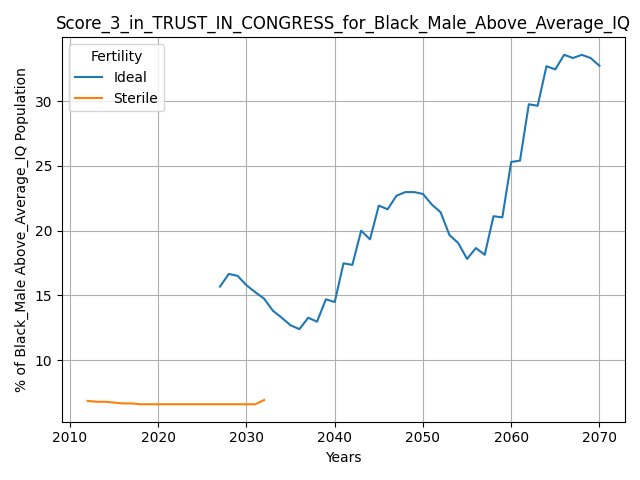 Score_3_in_TRUST_IN_CONGRESS_for_Black_Male_Above_Average_IQ
Fertility
Ideal
Sterile
% of Black_Male Above_Average_IQ Population
30
25
20
15
10
2010 2020 2030 2040 2050 2060 2070
Years